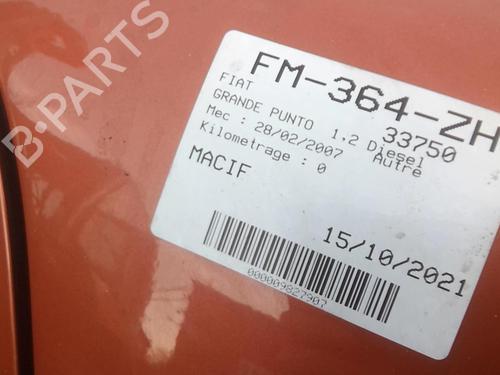 B-PARTS
FM-364-ZH
FIAT 33750
GRANDE PUNTO 1.2 Diesel
Mec : 28/02/2007 Autre
Kilometrage : 0
MACIF
15/10/2021
000009827907